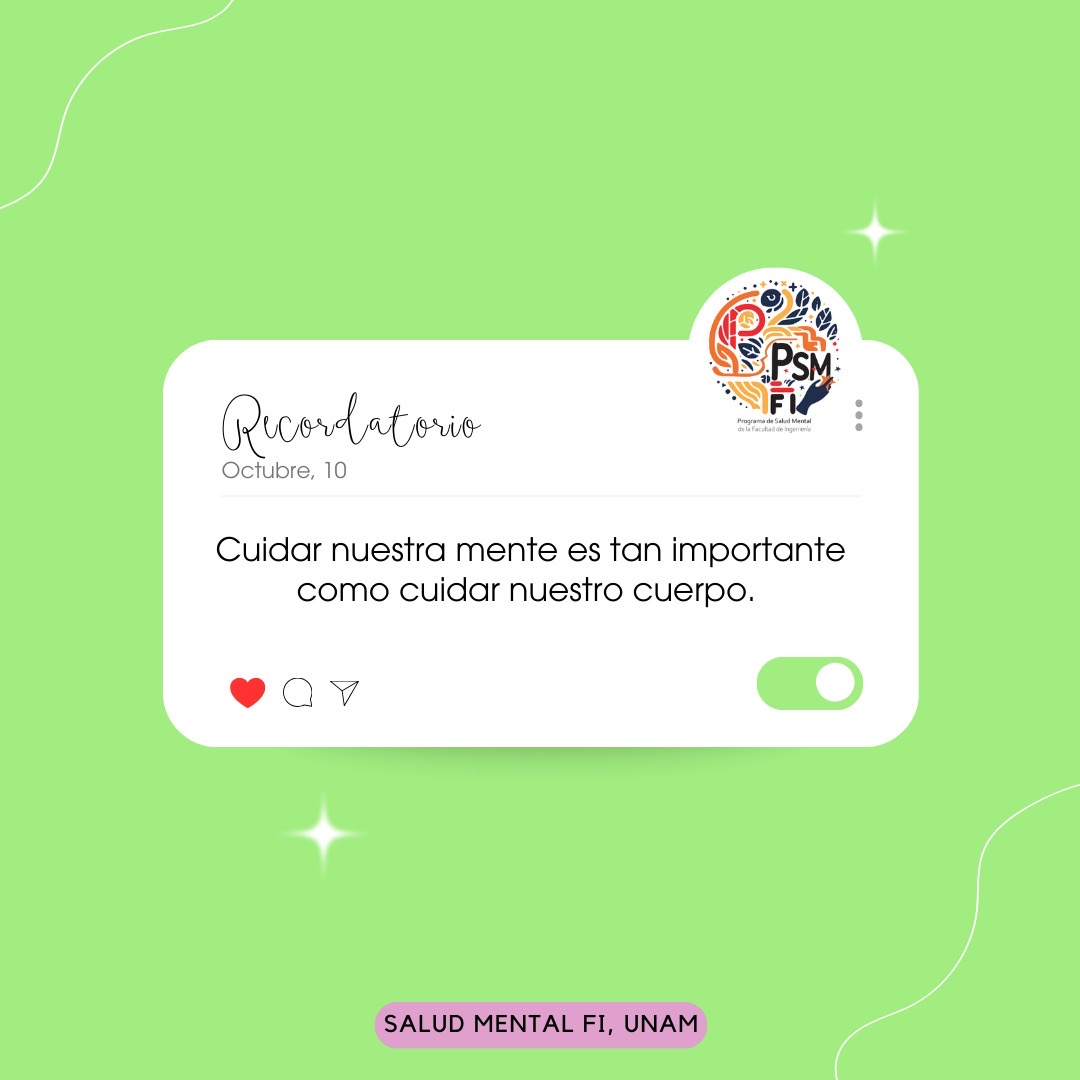 PSM
FI
Programa de Salud Mental
de la Facultad de Ingeniería
Recordatorio
Octubre, 10
Cuidar nuestra mente es tan importante
como cuidar nuestro cuerpo.
SALUD MENTAL FI, UNAM